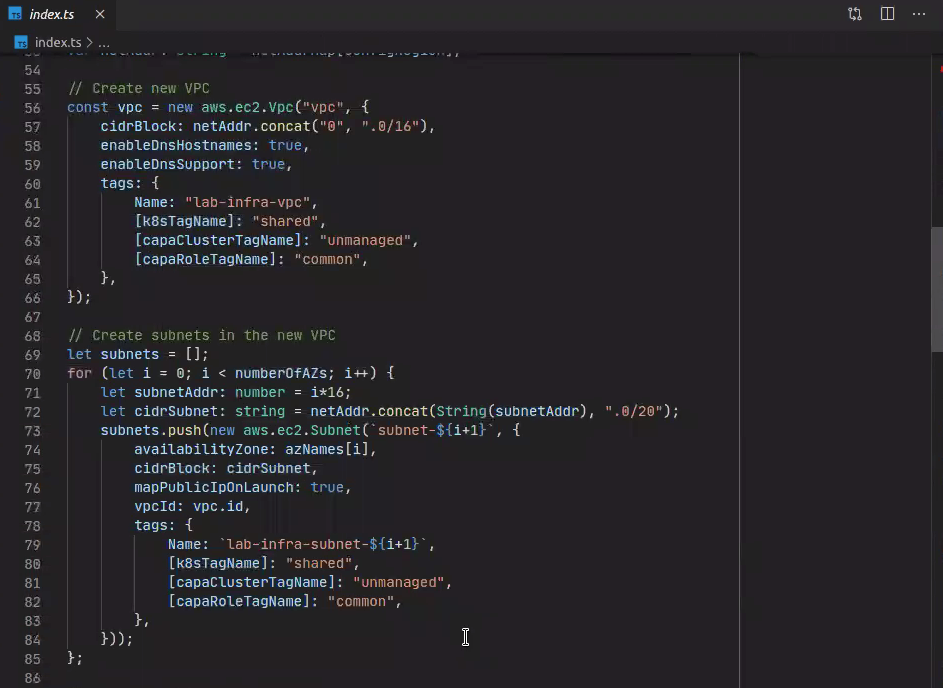 TS index.ts
TS index.ts > ...
54
55 // Create new VPC
56 const vpc = new aws.ec2.Vpc("vpc", {
57     cidrBlock: netAddr.concat("0", ".0/16"),
58     enableDnsHostnames: true,
59     enableDnsSupport: true,
60     tags: {
61         Name: "lab-infra-vpc",
62         [k8sTagName]: "shared",
63         [capaClusterTagName]: "unmanaged",
64         [capaRoleTagName]: "common",
65     },
66 });
67
68 // Create subnets in the new VPC
69 let subnets = [];
70 for (let i = 0; i < numberOfAZs; i++) {
71     let subnetAddr: number = i*16;
72     let cidrSubnet: string = netAddr.concat(String(subnetAddr), ".0/20");
73     subnets.push(new aws.ec2.Subnet(`subnet-${i+1}`, {
74         availabilityZone: azNames[i],
75         cidrBlock: cidrSubnet,
76         mapPublicIpOnLaunch: true,
77         vpcId: vpc.id,
78         tags: {
79             Name: `lab-infra-subnet-${i+1}`,
80             [k8sTagName]: "shared",
81             [capaClusterTagName]: "unmanaged",
82             [capaRoleTagName]: "common",
83         },
84     }));
85 };
86